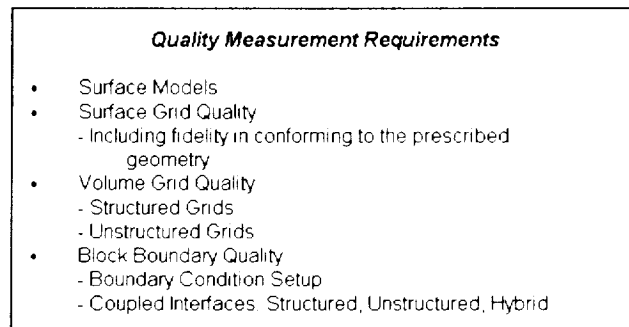 Quality Measurement Requirements
• Surface Models
• Surface Grid Quality
- Including fidelity in conforming to the prescribed
geometry
• Volume Grid Quality
- Structured Grids
- Unstructured Grids
• Block Boundary Quality
- Boundary Condition Setup
- Coupled Interfaces. Structured, Unstructured, Hybrid